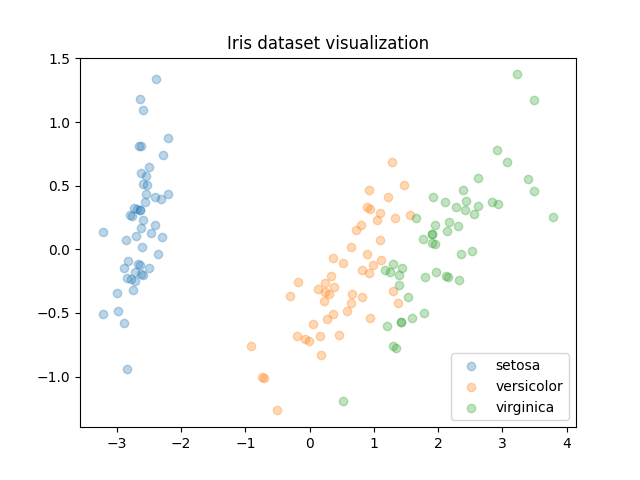 Iris dataset visualization
1.5
1.0
0.5
0.0
−0.5
−1.0
−3 −2 −1 0 1 2 3 4
setosa
versicolor
virginica